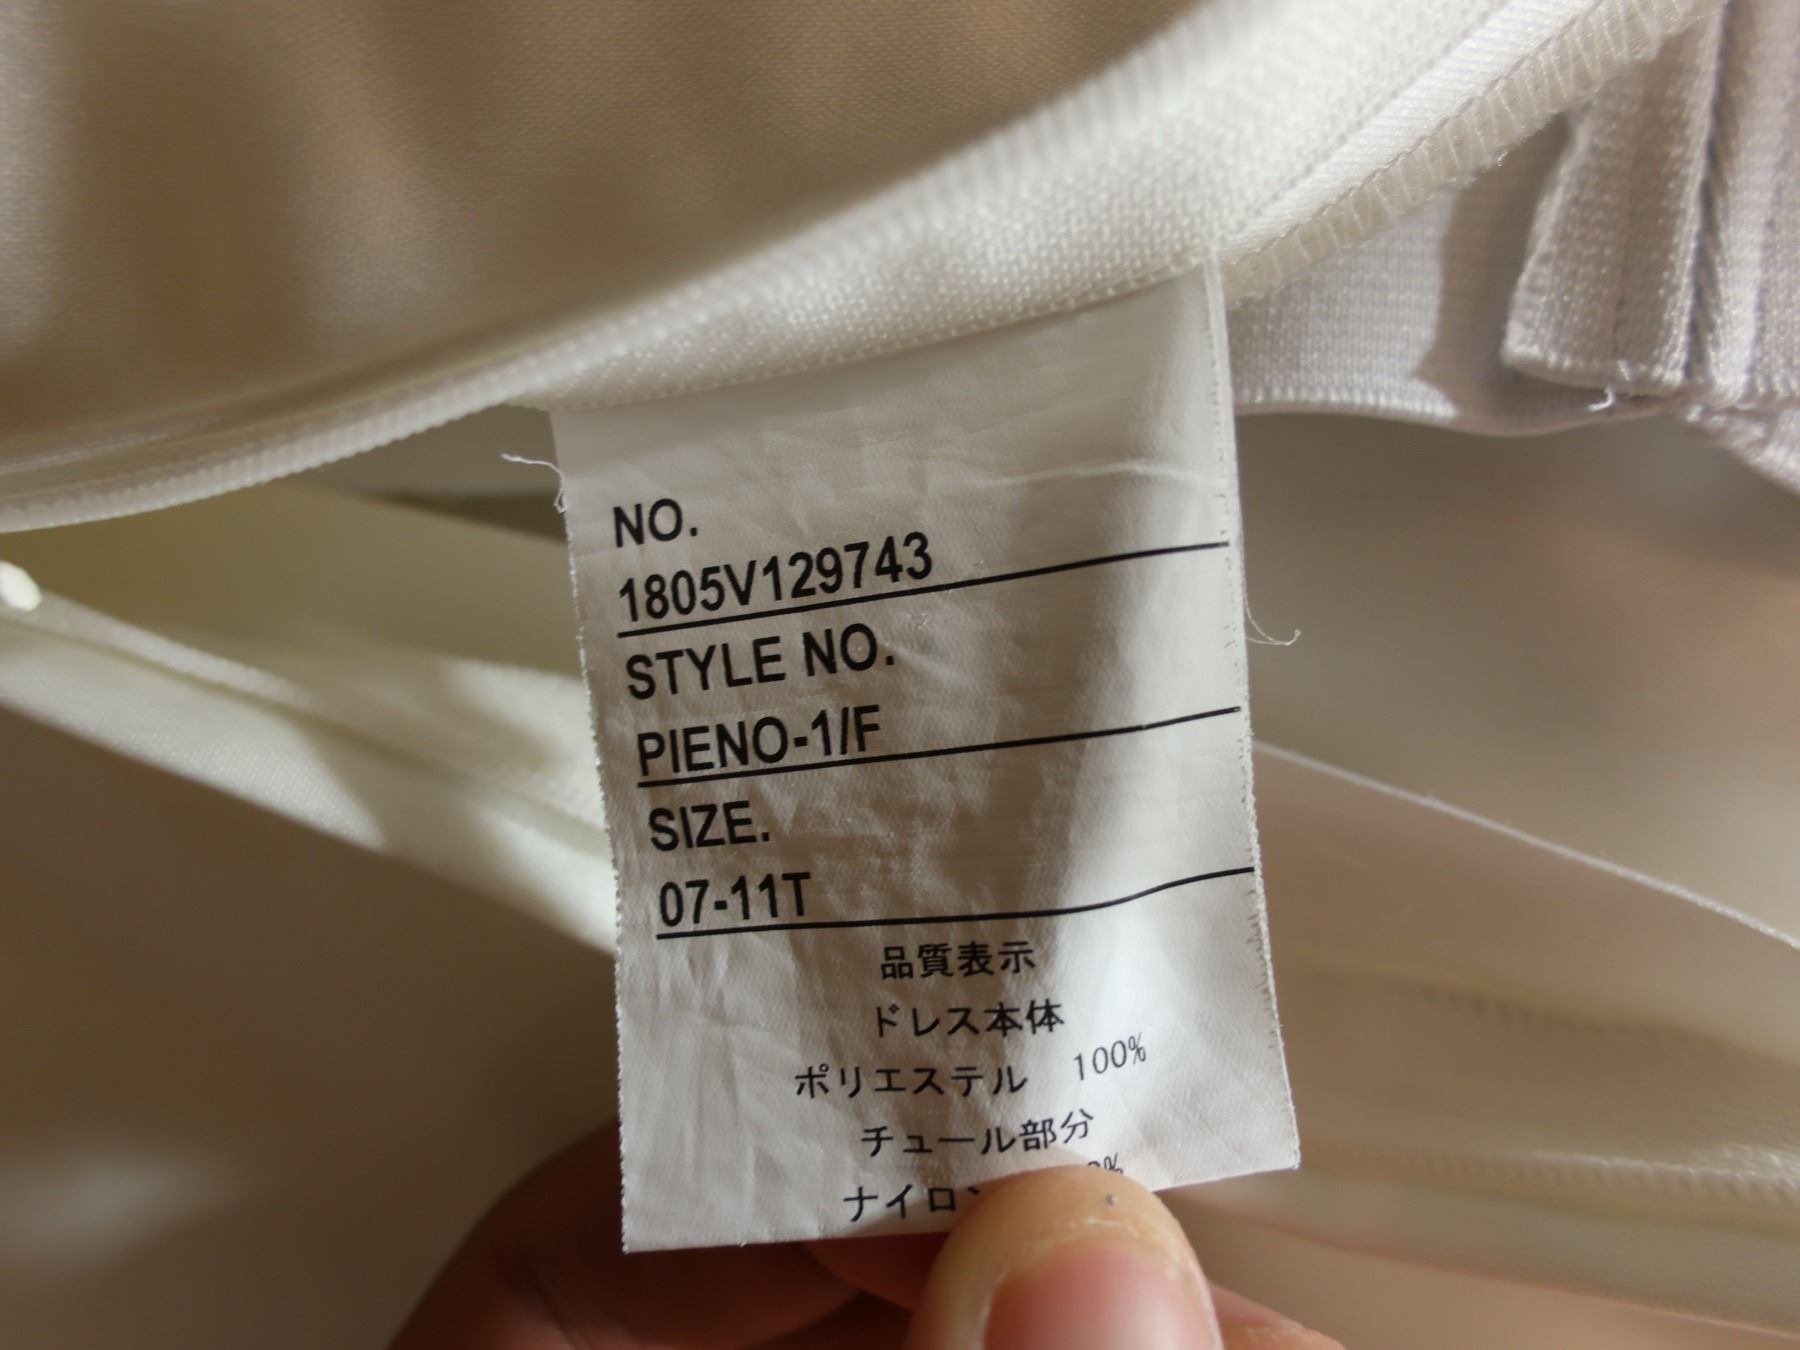 NO.
1805V129743
STYLE NO.
PIENO-1/F
SIZE.
07-11T
品質表示
ドレス本体
ポリエステル 100%
チュール部分